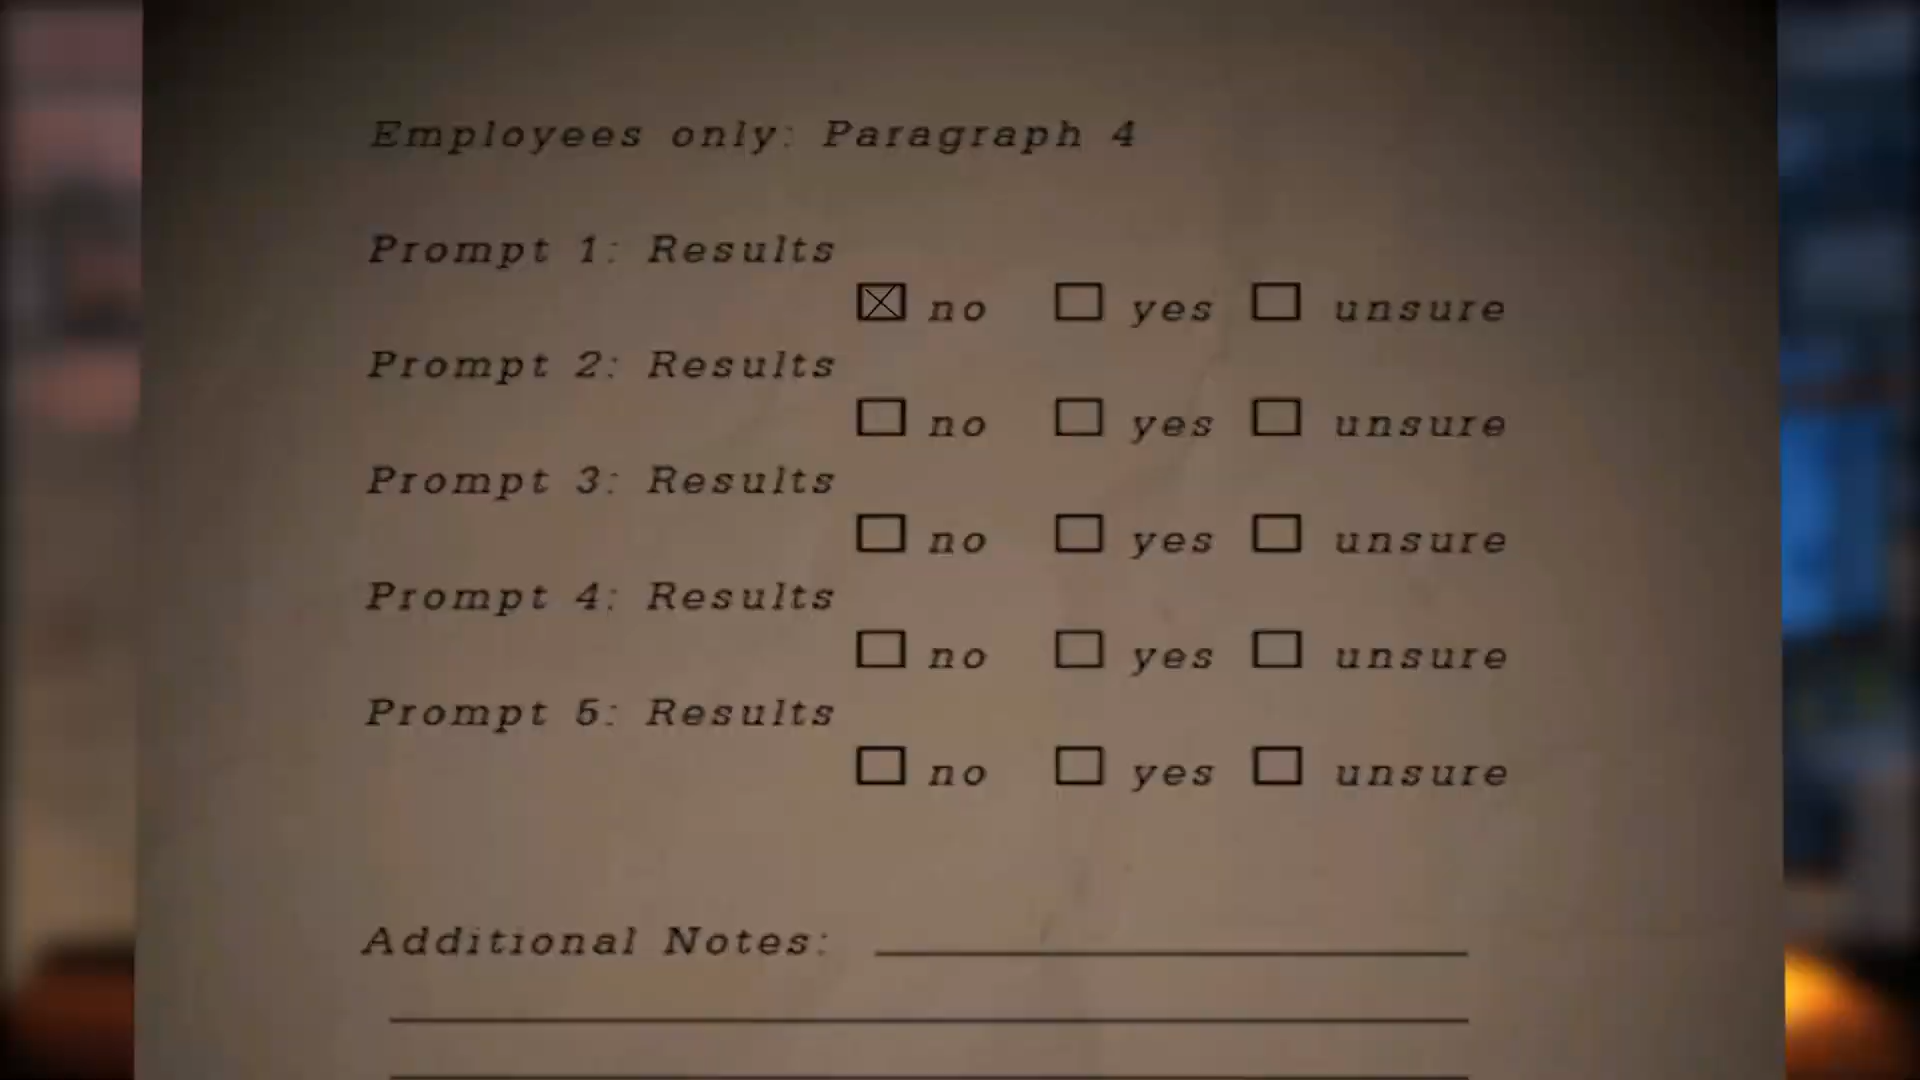 Employees only: Paragraph 4
Prompt 1: Results
☒ no ☐ yes ☐ unsure
Prompt 2: Results
☐ no ☐ yes ☐ unsure
Prompt 3: Results
☐ no ☐ yes ☐ unsure
Prompt 4: Results
☐ no ☐ yes ☐ unsure
Prompt 5: Results
☐ no ☐ yes ☐ unsure
Additional Notes: